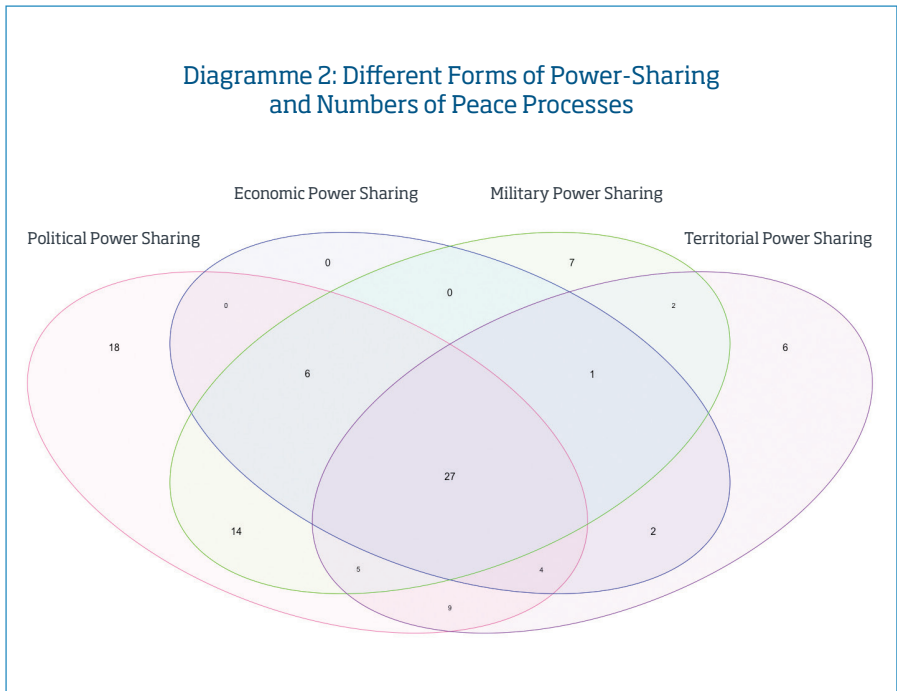 Diagramme 2: Different Forms of Power-Sharing
and Numbers of Peace Processes
Economic Power Sharing
Military Power Sharing
Political Power Sharing
Territorial Power Sharing
0
7
0
0
2
18
6
6
1
27
14
2
5
4
9